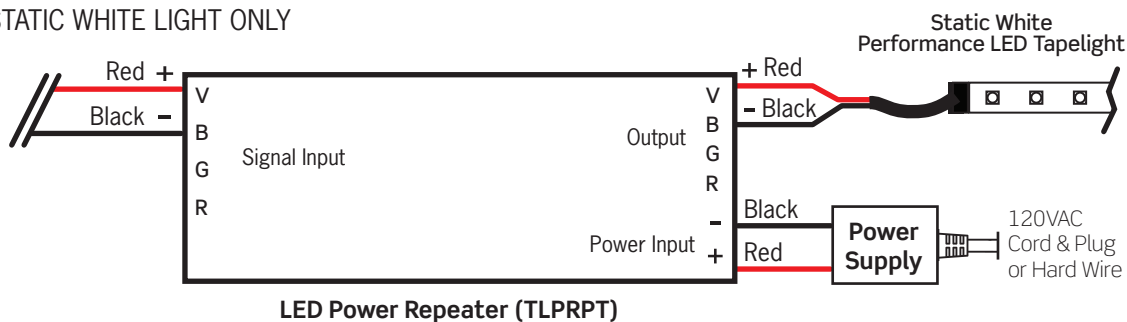 STATIC WHITE LIGHT ONLY
Static White
Performance LED Tapelight
Red +
Black -
V
B
G
R
Signal Input
V
B
G
R
Output
+ Red
- Black
-
+
Power Input
Black
Red
Power
Supply
120VAC
Cord & Plug
or Hard Wire
LED Power Repeater (TLPRPT)